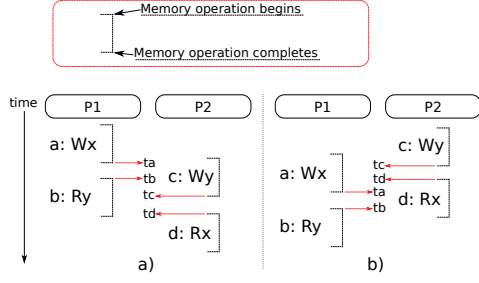 Memory operation begins
Memory operation completes
time
P1
P2
P1
P2
a: Wx
ta
tb
c: Wy
b: Ry
tc
td
d: Rx
a)
c: Wy
tc
a: Wx
td
ta
d: Rx
tb
b: Ry
b)